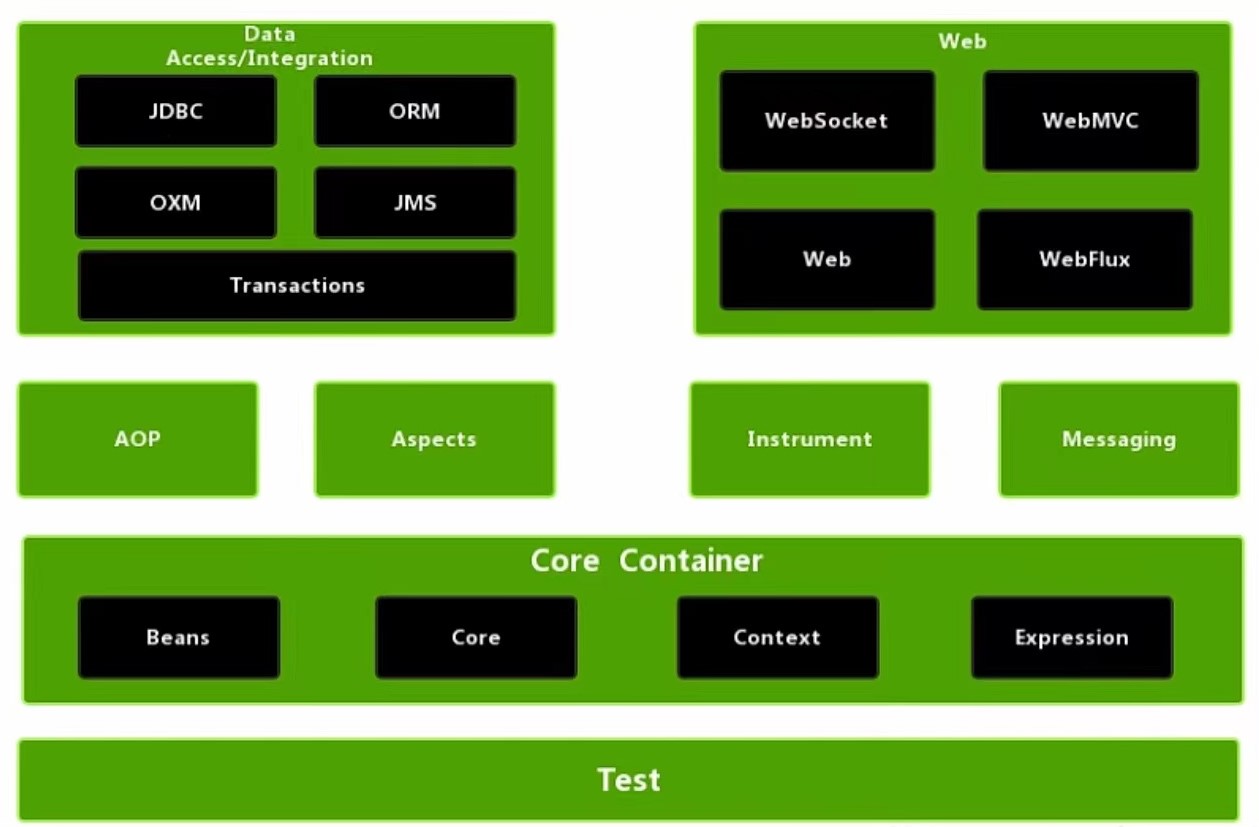 Data
Access/Integration
JDBC
ORM
OXM
JMS
Transactions
Web
WebSocket
WebMVC
Web
WebFlux
AOP
Aspects
Instrument
Messaging
Core Container
Beans
Core
Context
Expression
Test